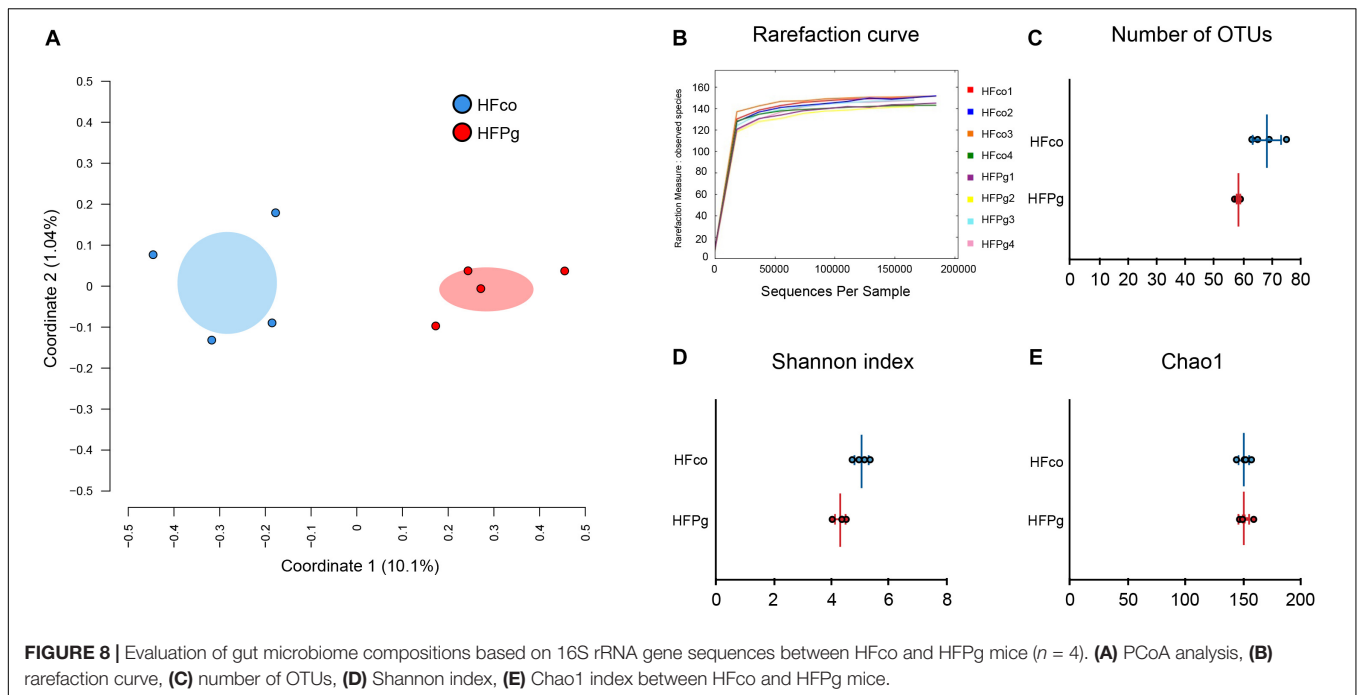 A
0.5
0.4
0.3
0.2
0.1
0
−0.1
−0.2
−0.3
−0.4
−0.5
Coordinate 2 (1.04%)
−0.5
−0.4
−0.3
−0.2
−0.1
0
0.1
0.2
0.3
0.4
0.5
Coordinate 1 (10.1%)
HFco
HFPg
B
Rarefaction curve
160
140
120
100
80
60
40
20
0
Rarefaction Measure : observed species
0 50000 100000 150000 200000
Sequences Per Sample
HFco1
HFco2
HFco3
HFco4
HFPg1
HFPg2
HFPg3
HFPg4
C
Number of OTUs
HFco
HFPg
0 10 20 30 40 50 60 70 80
D
Shannon index
HFco
HFPg
0 2 4 6 8
E
Chao1
HFco
HFPg
0 50 100 150 200
FIGURE 8 | Evaluation of gut microbiome compositions based on 16S rRNA gene sequences between HFco and HFPg mice (n = 4). (A) PCoA analysis, (B)
rarefaction curve, (C) number of OTUs, (D) Shannon index, (E) Chao1 index between HFco and HFPg mice.